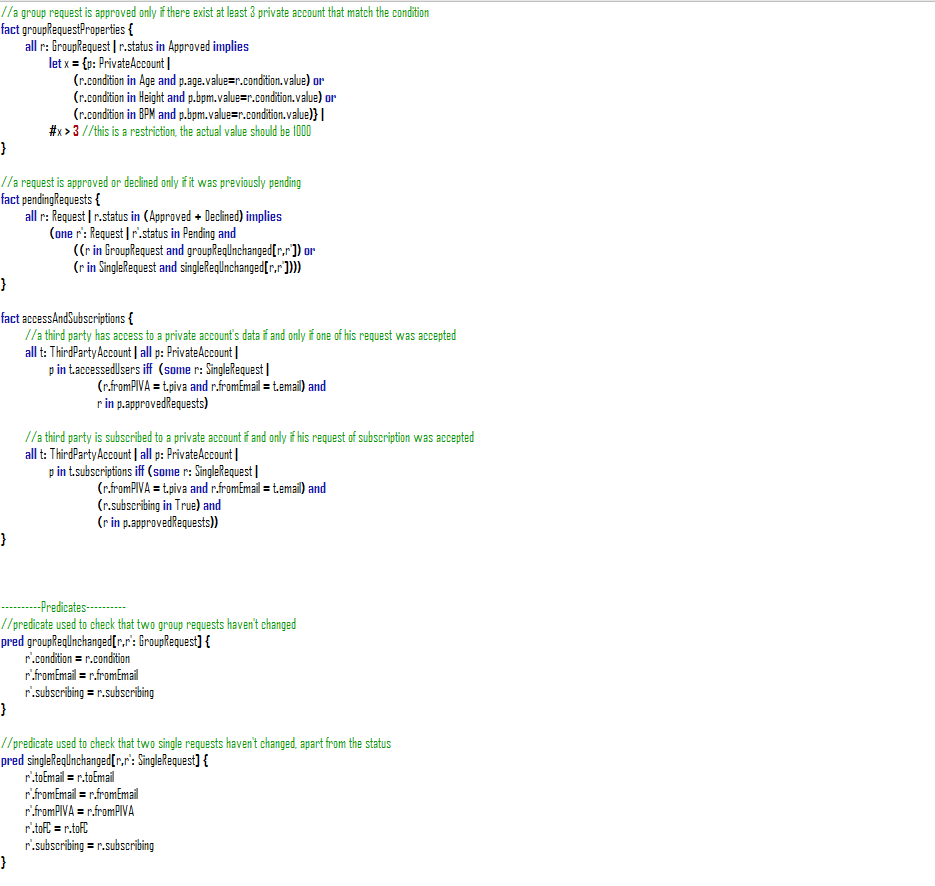 //a group request is approved only if there exist at least 3 private account that match the condition
fact groupRequestProperties {
all r: GroupRequest | r.status in Approved implies
let x = {p: PrivateAccount |
(r.condition in Age and p.age.value=r.condition.value) or
(r.condition in Height and p.bpm.value=r.condition.value) or
(r.condition in BPM and p.bpm.value=r.condition.value)} |
#x > 3 //this is a restriction, the actual value should be 1000
}
//a request is approved or declined only if it was previously pending
fact pendingRequests {
all r: Request | r.status in (Approved + Declined) implies
(one r': Request | r'.status in Pending and
((r in GroupRequest and groupReqUnchanged[r,r']) or
(r in SingleRequest and singleReqUnchanged[r,r'])))
}
fact accessAndSubscriptions {
//a third party has access to a private account's data if and only if one of his request was accepted
all t: ThirdPartyAccount | all p: PrivateAccount |
p in t.accessedUsers iff (some r: SingleRequest |
(r.fromPIVA = t.piva and r.fromEmail = t.email) and
r in p.approvedRequests)
//a third party is subscribed to a private account if and only if his request of subscription was accepted
all t: ThirdPartyAccount | all p: PrivateAccount |
p in t.subscriptions iff (some r: SingleRequest |
(r.fromPIVA = t.piva and r.fromEmail = t.email) and
(r.subscribing in True) and
(r in p.approvedRequests))
}
----------Predicates----------
//predicate used to check that two group requests haven't changed
pred groupReqUnchanged[r,r': GroupRequest] {
r'.condition = r.condition
r'.fromEmail = r.fromEmail
r'.subscribing = r.subscribing
}
//predicate used to check that two single requests haven't changed, apart from the status
pred singleReqUnchanged[r,r': SingleRequest] {
r'.toEmail = r.toEmail
r'.fromEmail = r.fromEmail
r'.fromPIVA = r.fromPIVA
r'.toFC = r.toFC
r'.subscribing = r.subscribing
}